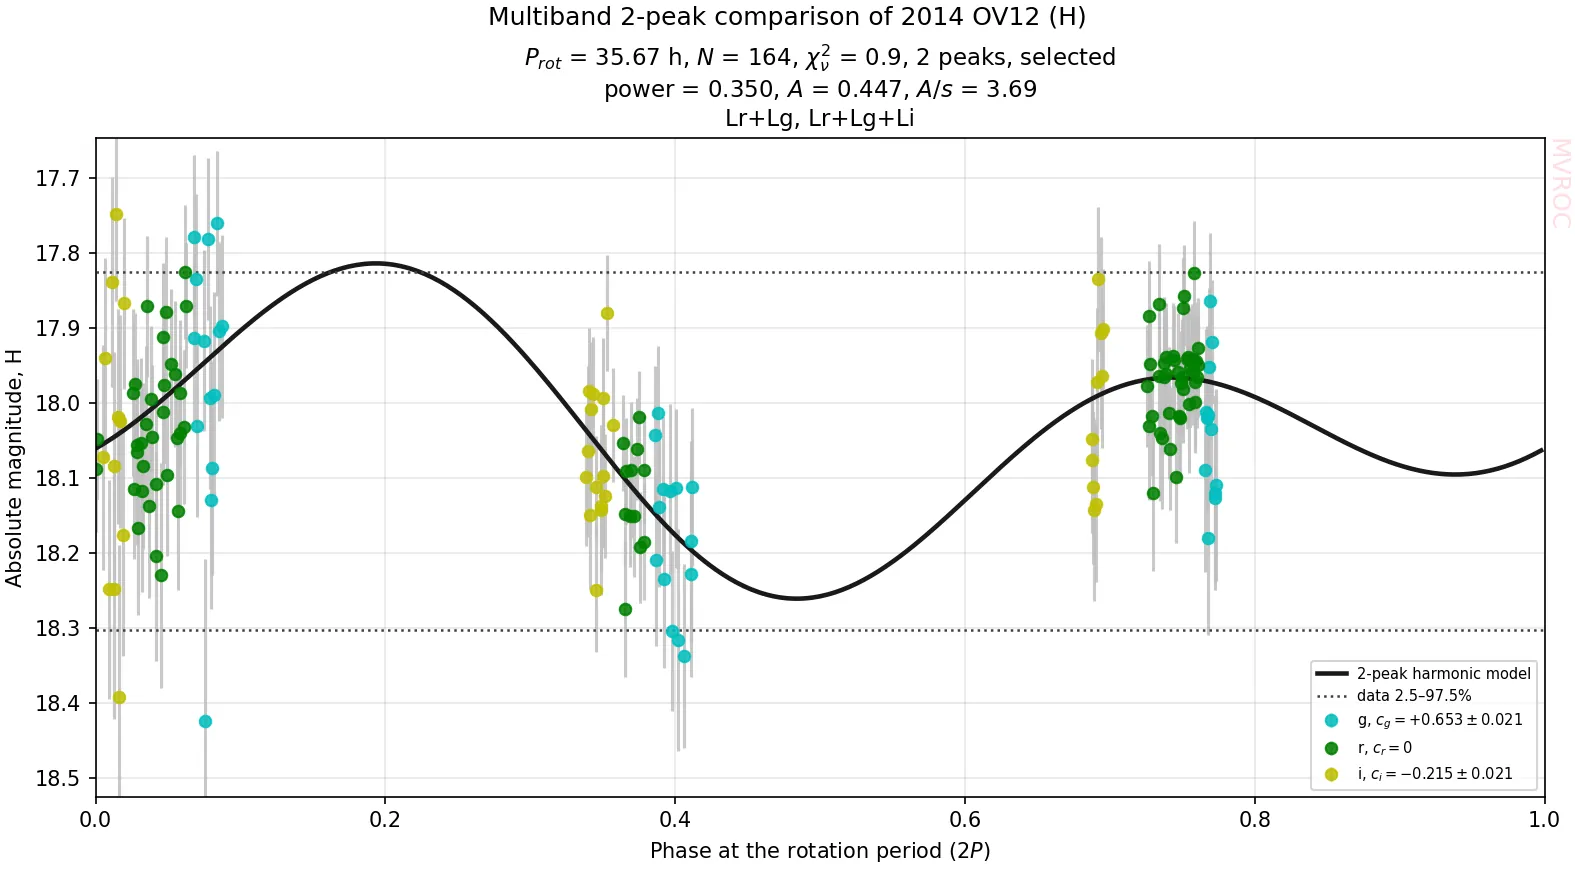 Multiband 2-peak comparison of 2014 OV12 (H)
P_rot = 35.67 h, N = 164, χ²_ν = 0.9, 2 peaks, selected
power = 0.350, A = 0.447, A/s = 3.69
Lr+Lg, Lr+Lg+Li
MVROC
Absolute magnitude, H
17.7
17.8
17.9
18.0
18.1
18.2
18.3
18.4
18.5
2-peak harmonic model
data 2.5–97.5%
g, c_g = +0.653 ± 0.021
r, c_r = 0
i, c_i = −0.215 ± 0.021
0.0 0.2 0.4 0.6 0.8 1.0
Phase at the rotation period (2P)